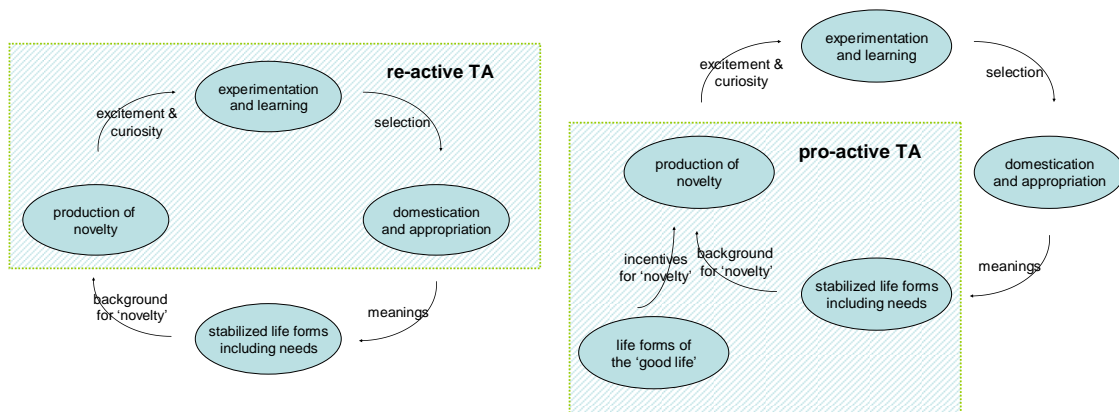 re-active TA
experimentation
and learning
excitement &
curiosity
selection
production of
novelty
domestication
and appropriation
background
for ‘novelty’
meanings
stabilized life forms
including needs
experimentation
and learning
excitement &
curiosity
selection
pro-active TA
production of
novelty
domestication
and appropriation
incentives
for ‘novelty’
background
for ‘novelty’
meanings
stabilized life forms
including needs
life forms of
the ‘good life’